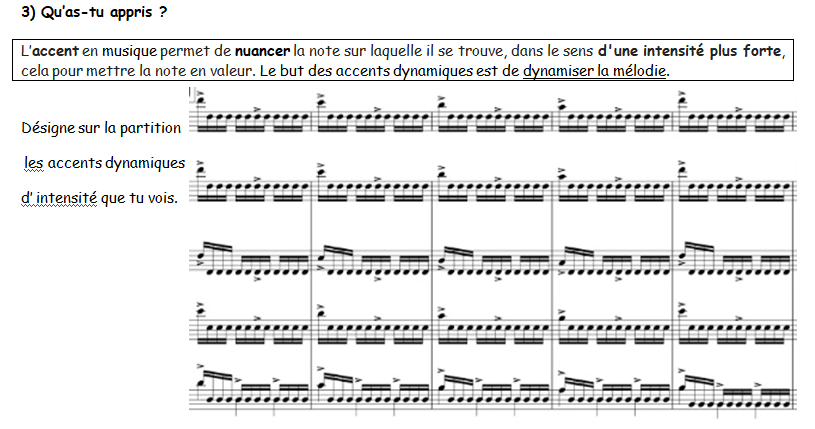 3) Qu'as-tu appris ?
L'accent en musique permet de nuancer la note sur laquelle il se trouve, dans le sens d'une intensité plus forte,
cela pour mettre la note en valeur. Le but des accents dynamiques est de dynamiser la mélodie.
Désigne sur la partition
les accents dynamiques
d' intensité que tu vois.